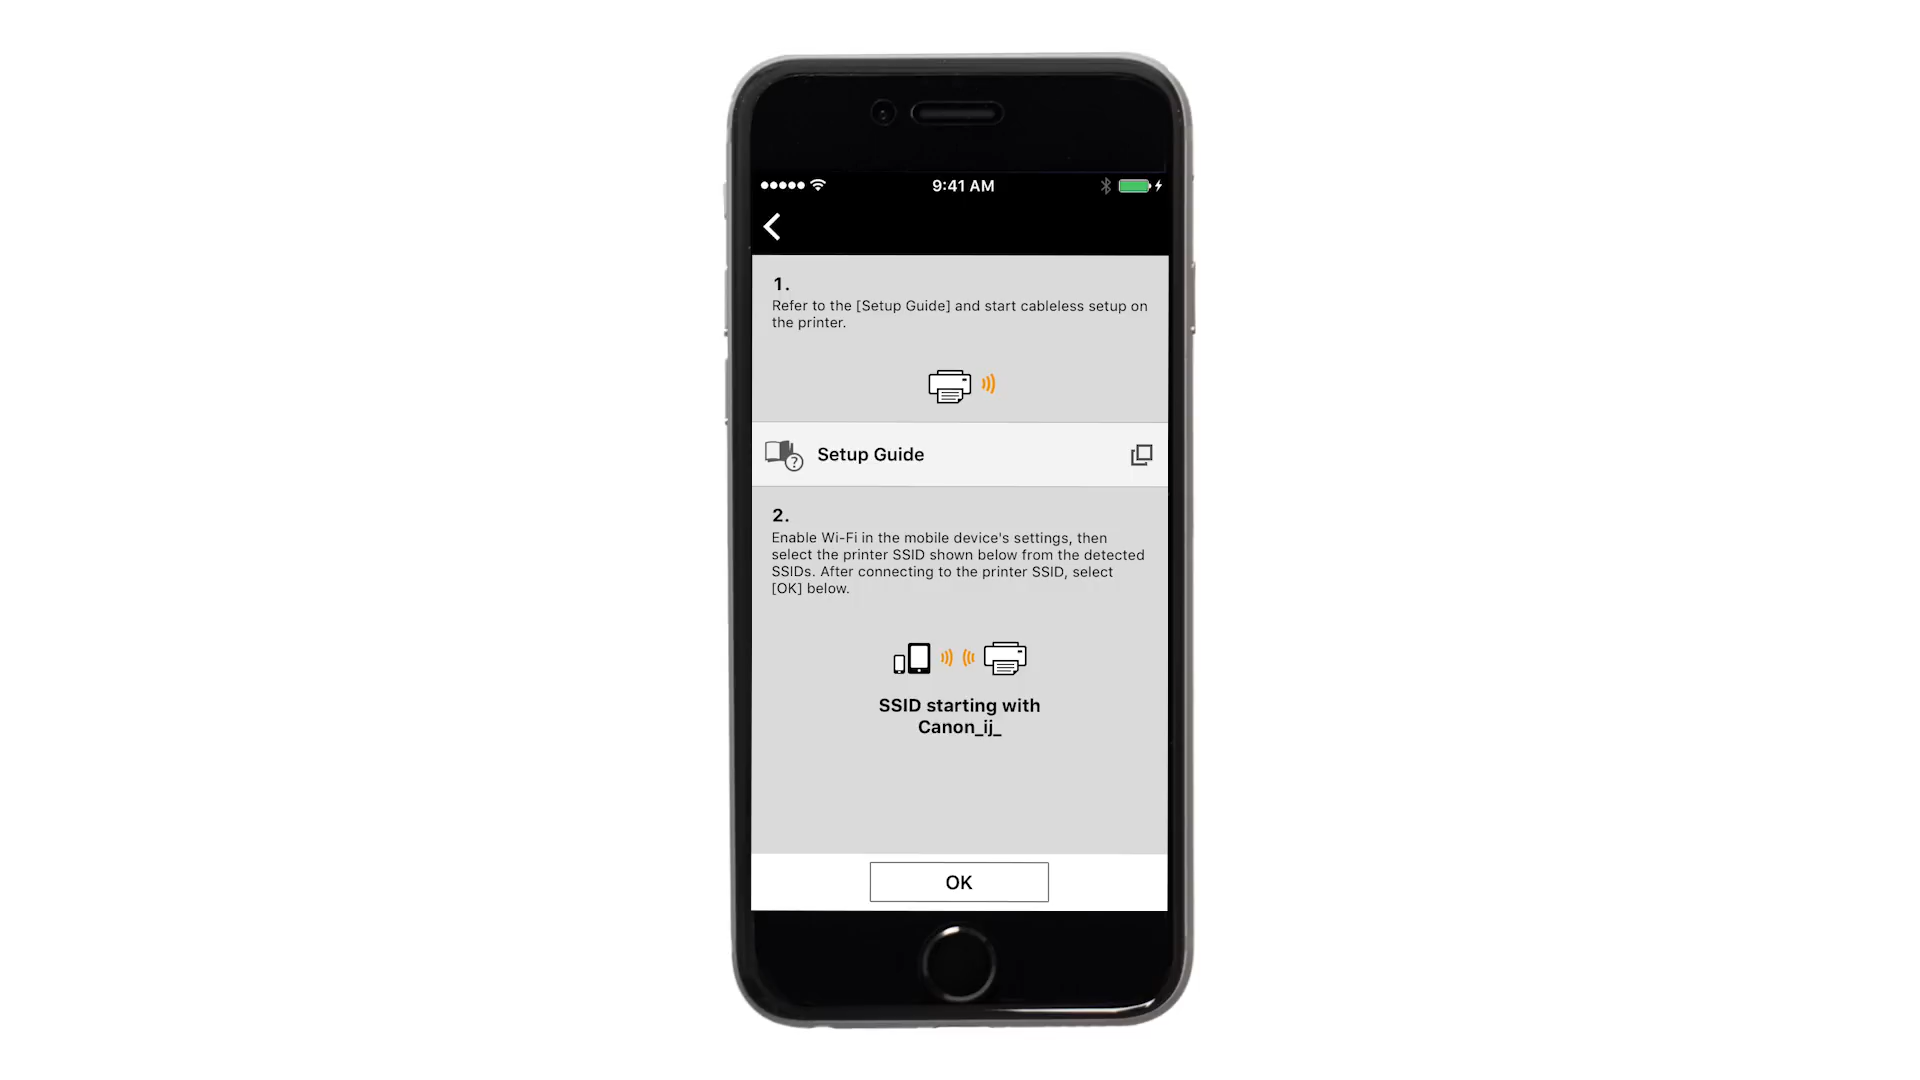 9:41 AM
1.
Refer to the [Setup Guide] and start cableless setup on
the printer.
Setup Guide
2.
Enable Wi-Fi in the mobile device's settings, then
select the printer SSID shown below from the detected
SSIDs. After connecting to the printer SSID, select
[OK] below.
SSID starting with
Canon_ij_
OK